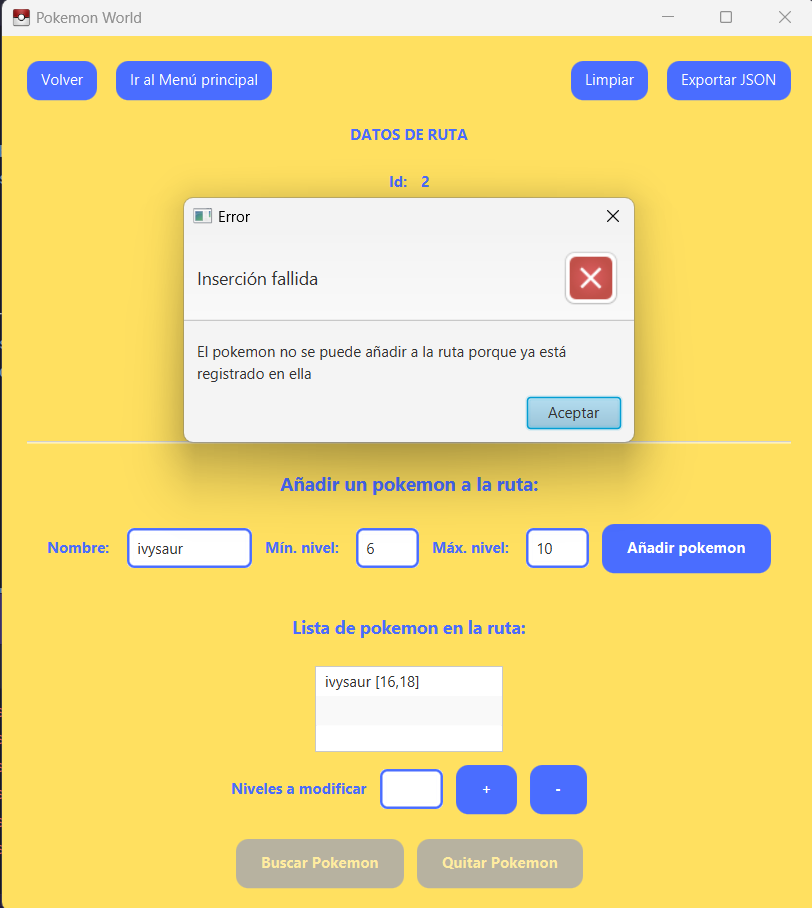 Pokemon World
Volver
Ir al Menú principal
Limpiar
Exportar JSON
DATOS DE RUTA
Id: 2
Error
Inserción fallida
El pokemon no se puede añadir a la ruta porque ya está
registrado en ella
Aceptar
Añadir un pokemon a la ruta:
Nombre: ivysaur Mín. nivel: 6 Máx. nivel: 10 Añadir pokemon
Lista de pokemon en la ruta:
ivysaur [16,18]
Niveles a modificar + -
Buscar Pokemon
Quitar Pokemon